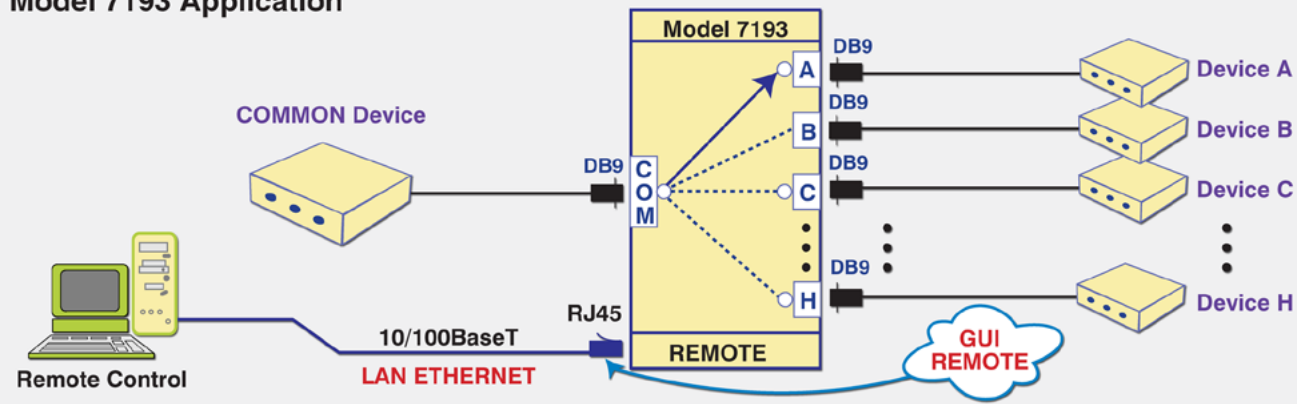 Model 7193 Application
Model 7193
DB9
A
Device A
COMMON Device
DB9
B
Device B
DB9
COM
DB9
C
Device C
DB9
H
Device H
RJ45
10/100BaseT
LAN ETHERNET
REMOTE
GUI
REMOTE
Remote Control